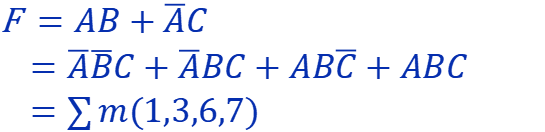 F = AB + A̅C
= A̅B̅C + A̅BC + ABC̅ + ABC
= ∑ m(1,3,6,7)